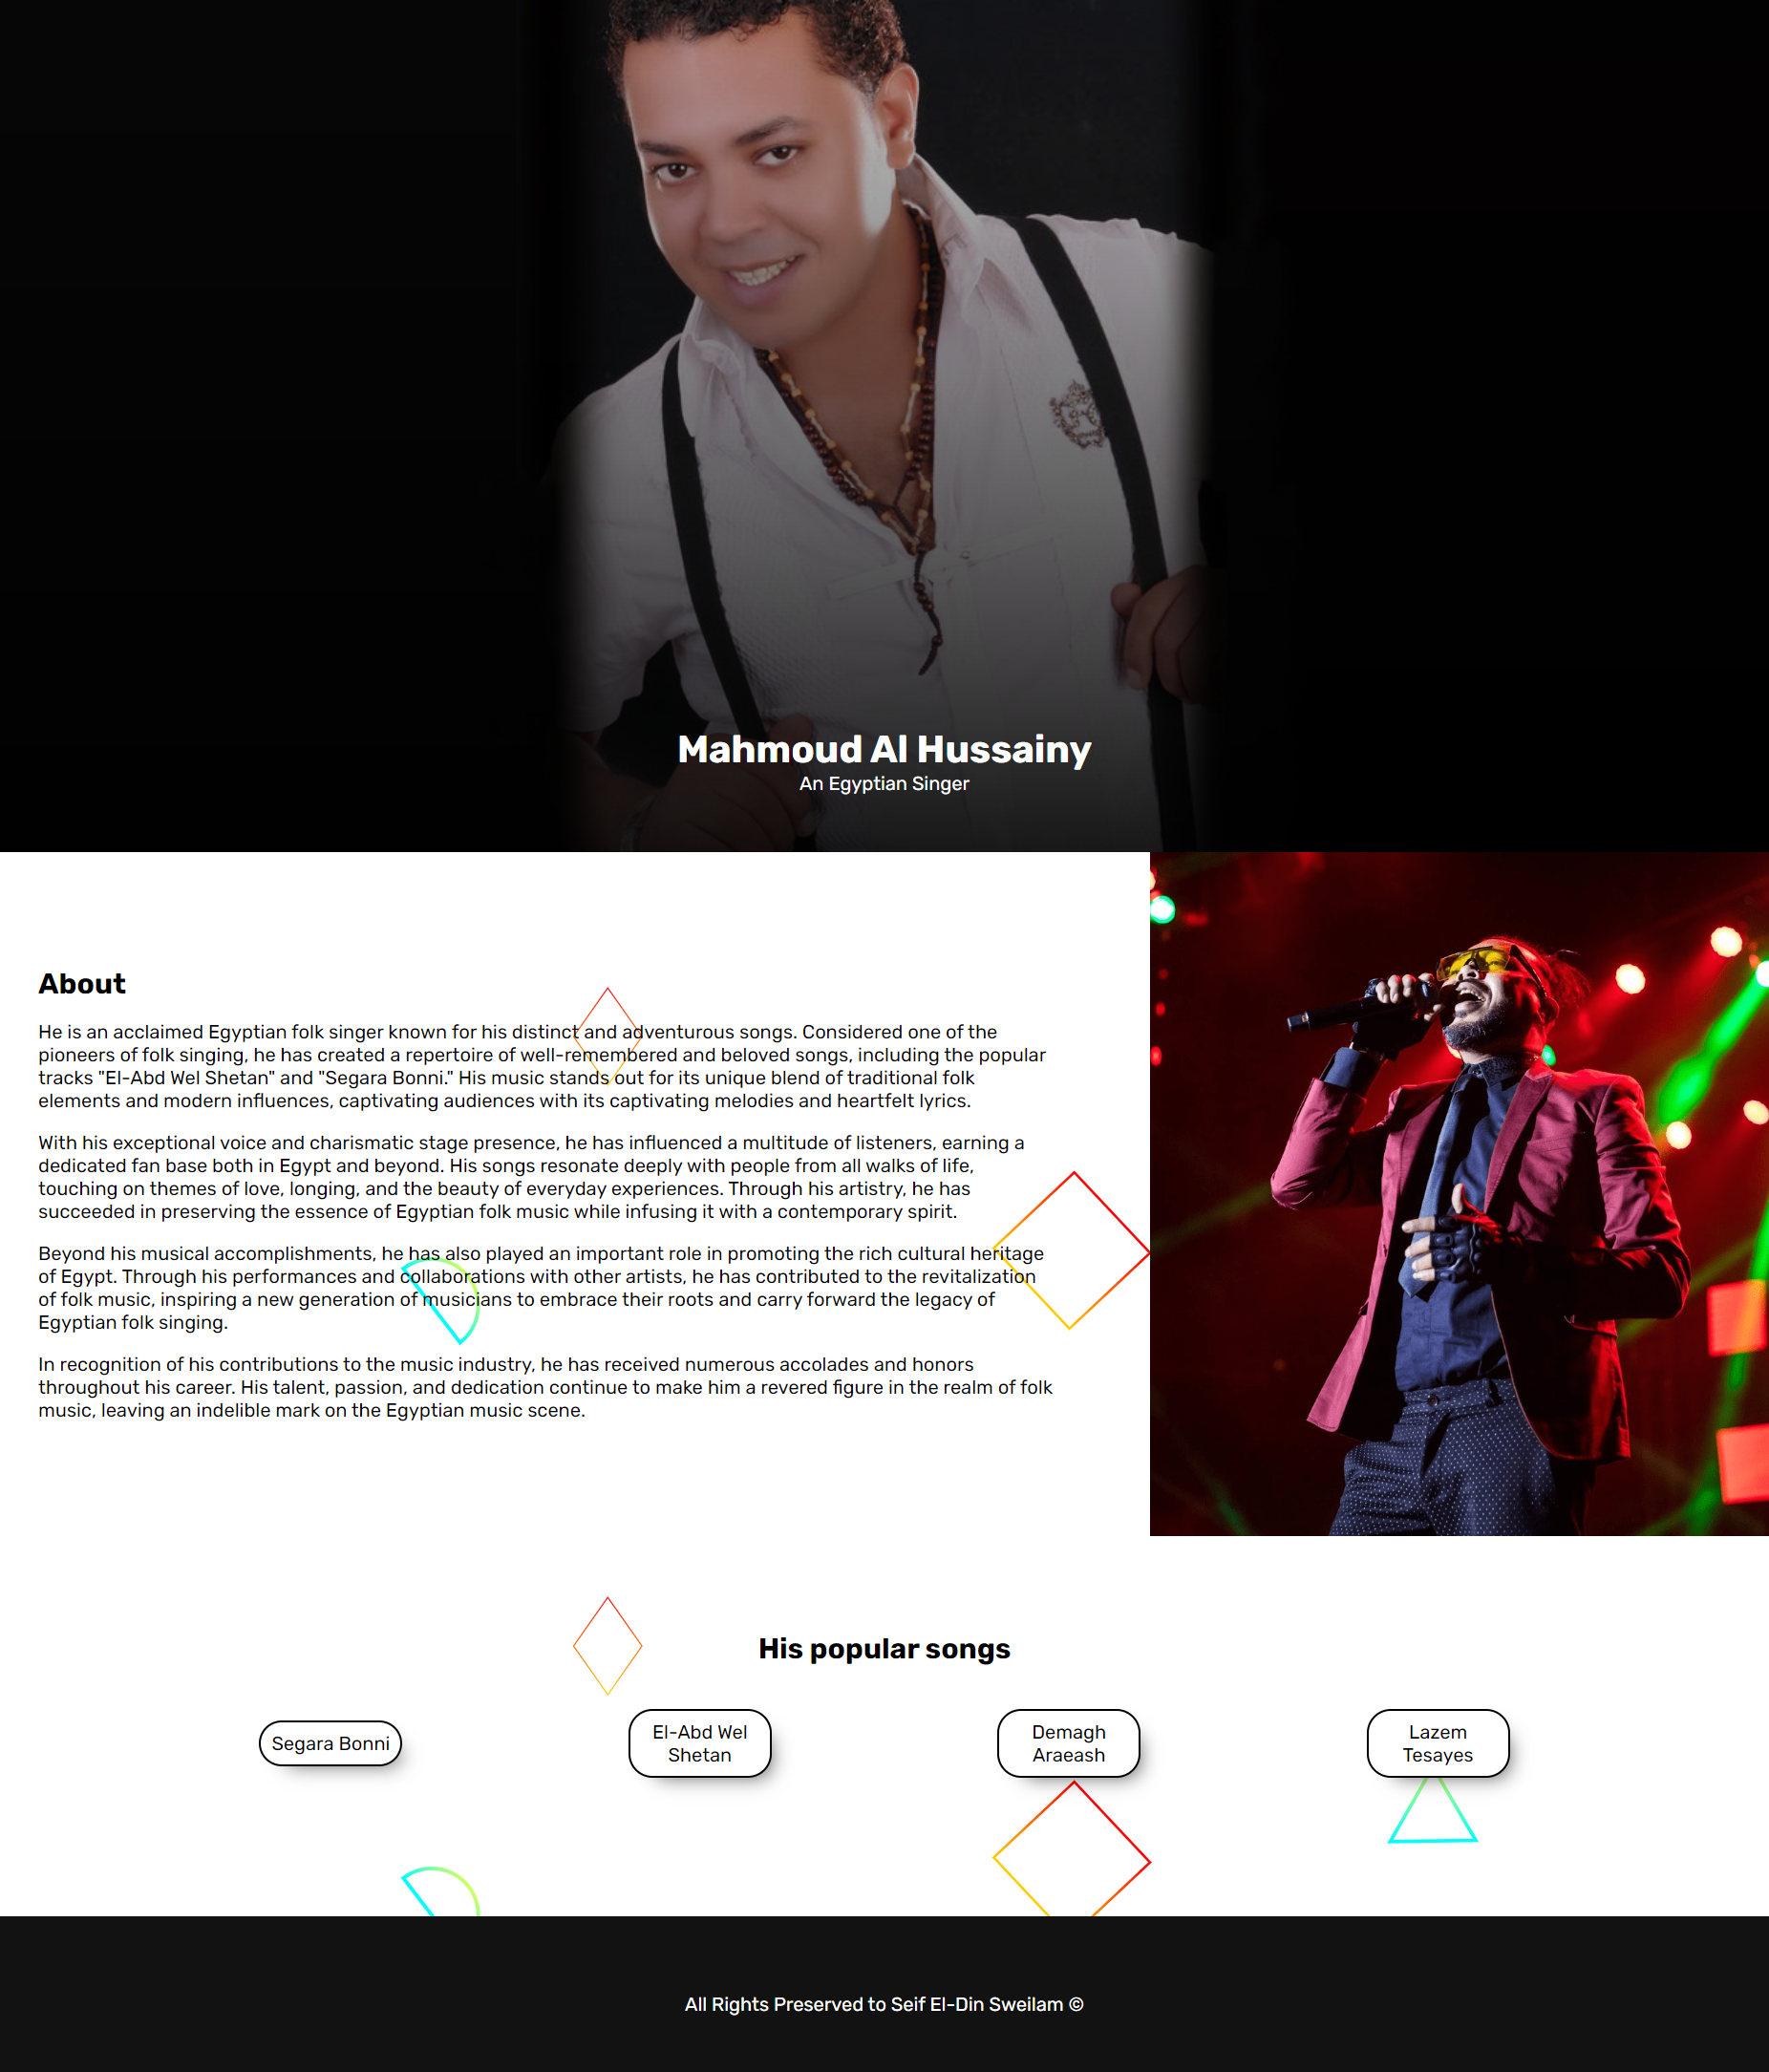 Mahmoud Al Hussainy
An Egyptian Singer
About
He is an acclaimed Egyptian folk singer known for his distinct and adventurous songs. Considered one of the
pioneers of folk singing, he has created a repertoire of well-remembered and beloved songs, including the popular
tracks "El-Abd Wel Shetan" and "Segara Bonni." His music stands out for its unique blend of traditional folk
elements and modern influences, captivating audiences with its captivating melodies and heartfelt lyrics.
With his exceptional voice and charismatic stage presence, he has influenced a multitude of listeners, earning a
dedicated fan base both in Egypt and beyond. His songs resonate deeply with people from all walks of life,
touching on themes of love, longing, and the beauty of everyday experiences. Through his artistry, he has
succeeded in preserving the essence of Egyptian folk music while infusing it with a contemporary spirit.
Beyond his musical accomplishments, he has also played an important role in promoting the rich cultural heritage
of Egypt. Through his performances and collaborations with other artists, he has contributed to the revitalization
of folk music, inspiring a new generation of musicians to embrace their roots and carry forward the legacy of
Egyptian folk singing.
In recognition of his contributions to the music industry, he has received numerous accolades and honors
throughout his career. His talent, passion, and dedication continue to make him a revered figure in the realm of folk
music, leaving an indelible mark on the Egyptian music scene.
His popular songs
Segara Bonni
El-Abd Wel
Shetan
Demagh
Araeash
Lazem
Tesayes
All Rights Preserved to Seif El-Din Sweilam ©